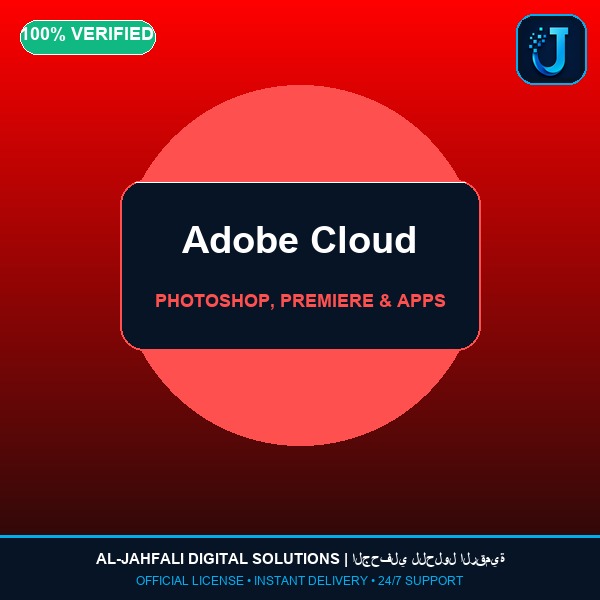 100% VERIFIED
J
Adobe Cloud
PHOTOSHOP, PREMIERE & APPS
AL-JAHFALI DIGITAL SOLUTIONS | الجحفلي للحلول الرقمية
OFFICIAL LICENSE • INSTANT DELIVERY • 24/7 SUPPORT